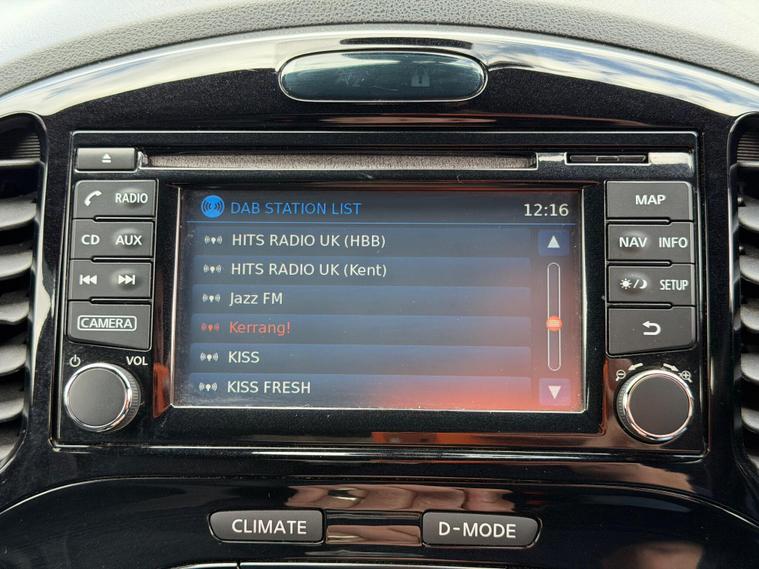 RADIO
CD AUX
CAMERA
VOL
DAB STATION LIST 12:16
HITS RADIO UK (HBB)
HITS RADIO UK (Kent)
Jazz FM
Kerrang!
KISS
KISS FRESH
MAP
NAV INFO
SETUP
CLIMATE
D-MODE